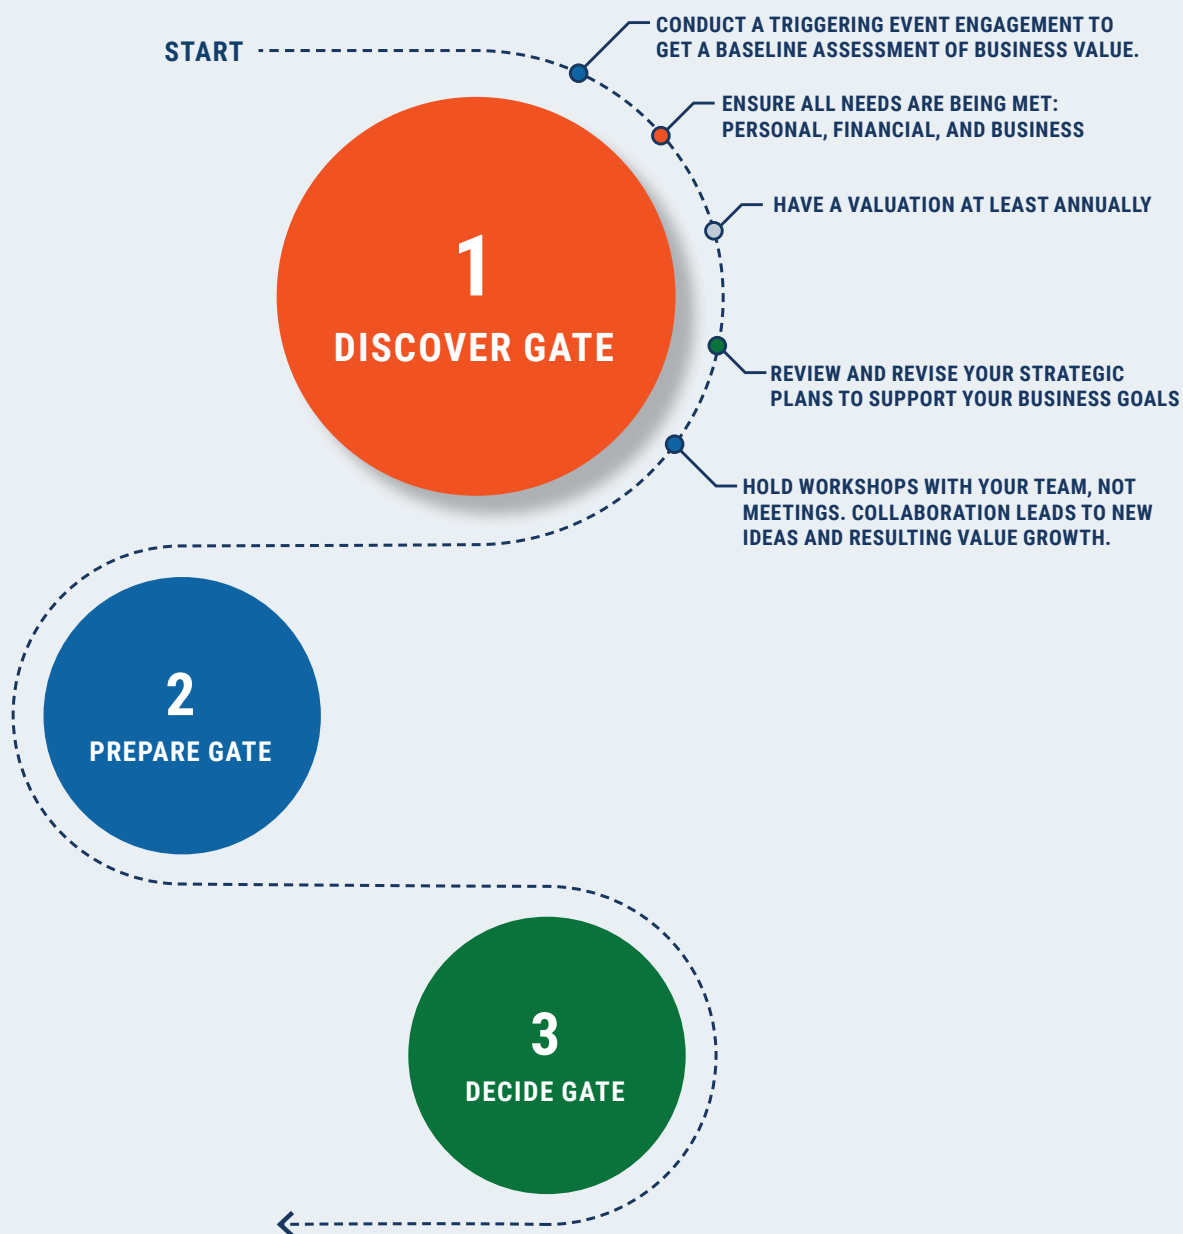 START
CONDUCT A TRIGGERING EVENT ENGAGEMENT TO
GET A BASELINE ASSESSMENT OF BUSINESS VALUE.
ENSURE ALL NEEDS ARE BEING MET:
PERSONAL, FINANCIAL, AND BUSINESS
HAVE A VALUATION AT LEAST ANNUALLY
1
DISCOVER GATE
REVIEW AND REVISE YOUR STRATEGIC
PLANS TO SUPPORT YOUR BUSINESS GOALS
HOLD WORKSHOPS WITH YOUR TEAM, NOT
MEETINGS. COLLABORATION LEADS TO NEW
IDEAS AND RESULTING VALUE GROWTH.
2
PREPARE GATE
3
DECIDE GATE